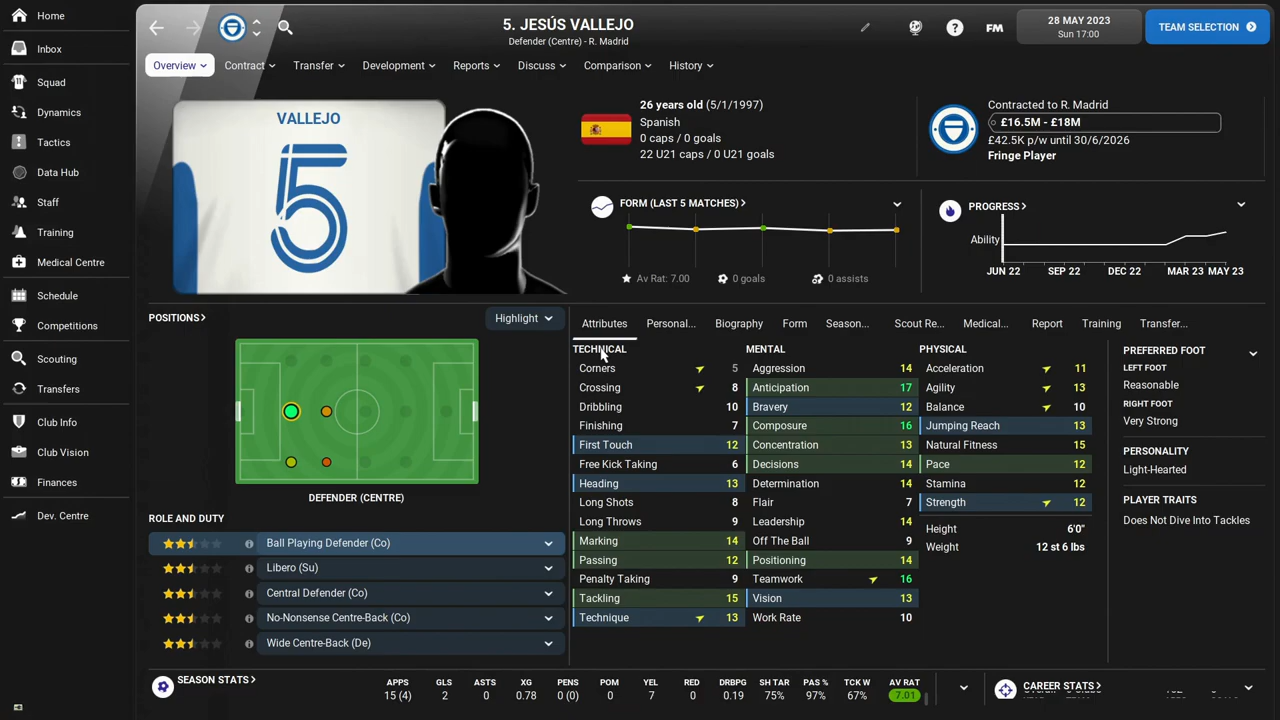 Home
Inbox
Squad
Dynamics
Tactics
Data Hub
Staff
Training
Medical Centre
Schedule
Competitions
Scouting
Transfers
Club Info
Club Vision
Finances
Dev. Centre
5. JESÚS VALLEJO
Defender (Centre) - R. Madrid
? FM
28 MAY 2023
Sun 17:00
TEAM SELECTION
Overview Contract Transfer Development Reports Discuss Comparison History
VALLEJO
5
26 years old (5/1/1997)
Spanish
0 caps / 0 goals
22 U21 caps / 0 U21 goals
Contracted to R. Madrid
£16.5M - £18M
£42.5K p/w until 30/6/2026
Fringe Player
FORM (LAST 5 MATCHES)
Av Rat: 7.00 0 goals 0 assists
PROGRESS
Ability
JUN 22 SEP 22 DEC 22 MAR 23 MAY 23
POSITIONS
Highlight
DEFENDER (CENTRE)
ROLE AND DUTY
Ball Playing Defender (Co)
Libero (Su)
Central Defender (Co)
No-Nonsense Centre-Back (Co)
Wide Centre-Back (De)
Attributes Personal... Biography Form Season... Scout Re... Medical... Report Training Transfer...
TECHNICAL
Corners 5
Crossing 8
Dribbling 10
Finishing 7
First Touch 12
Free Kick Taking 6
Heading 13
Long Shots 8
Long Throws 9
Marking 14
Passing 12
Penalty Taking 9
Tackling 15
Technique 13
MENTAL
Aggression 14
Anticipation 17
Bravery 12
Composure 16
Concentration 13
Decisions 14
Determination 14
Flair 7
Leadership 14
Off The Ball 9
Positioning 14
Teamwork 16
Vision 13
Work Rate 10
PHYSICAL
Acceleration 11
Agility 13
Balance 10
Jumping Reach 13
Natural Fitness 15
Pace 12
Stamina 12
Strength 12
Height 6'0"
Weight 12 st 6 lbs
PREFERRED FOOT
LEFT FOOT
Reasonable
RIGHT FOOT
Very Strong
PERSONALITY
Light-Hearted
PLAYER TRAITS
Does Not Dive Into Tackles
SEASON STATS
APPS GLS ASTS XG PENS POM YEL RED DRBPG SH TAR PAS % TCK W AV RAT
15 (4) 2 0 0.78 0 (0) 0 7 0 0.19 75% 97% 67% 7.01
CAREER STATS